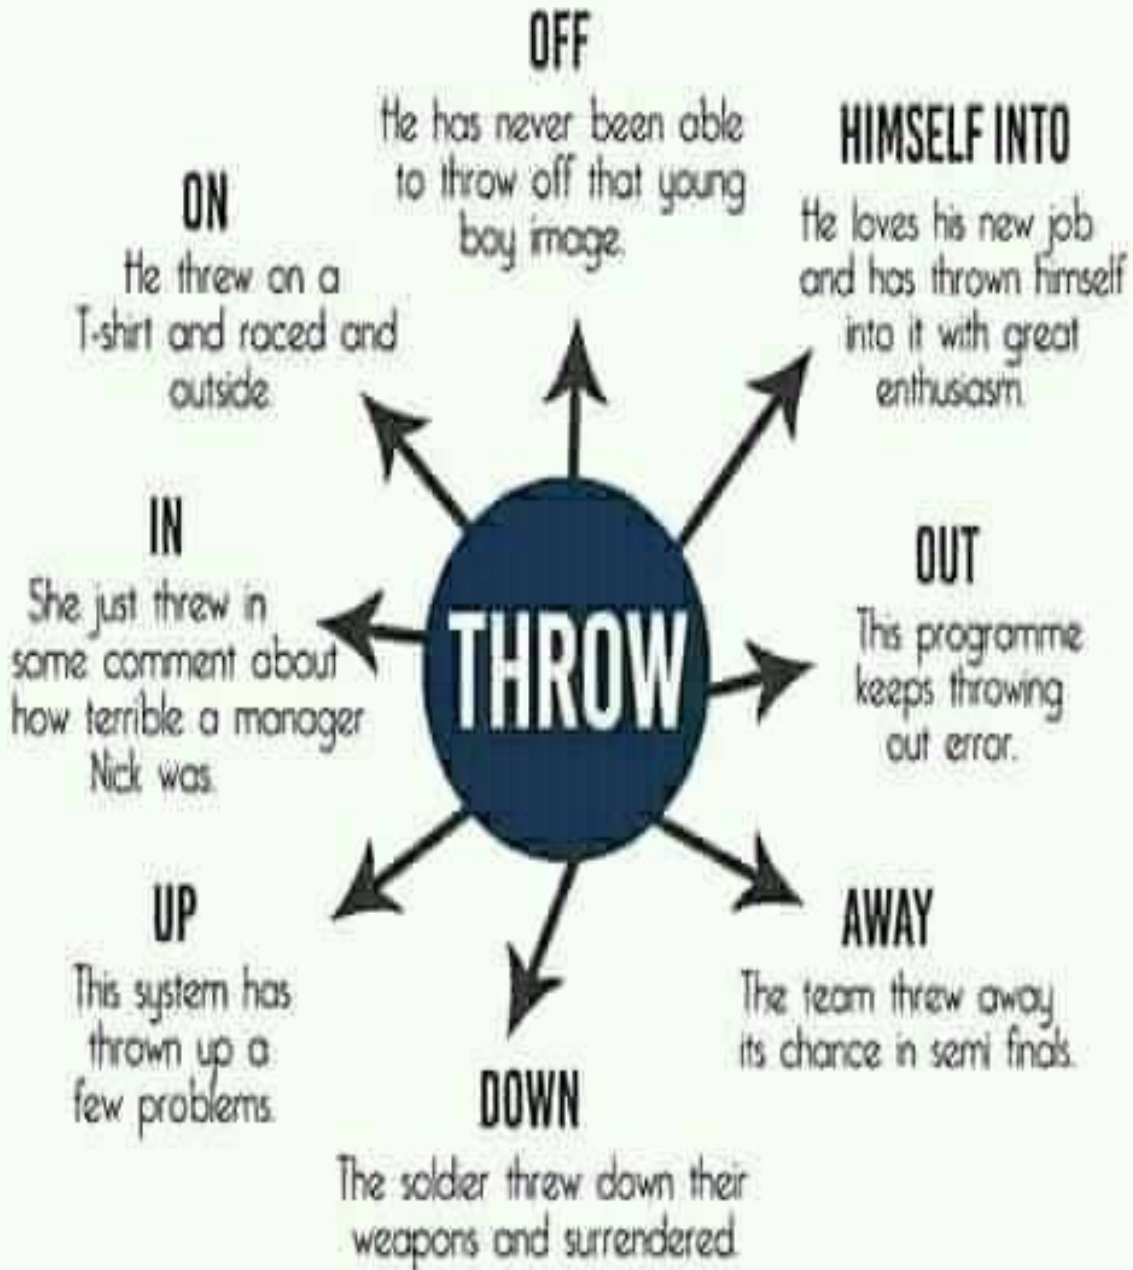 OFF
He has never been able
to throw off that young
boy image.
HIMSELF INTO
He loves his new job
and has thrown himself
into it with great
enthusiasm.
ON
He threw on a
T-shirt and raced and
outside.
IN
She just threw in
some comment about
how terrible a manager
Nick was.
THROW
OUT
This programme
keeps throwing
out error.
UP
This system has
thrown up a
few problems.
AWAY
The team threw away
its chance in semi finals.
DOWN
The soldier threw down their
weapons and surrendered.